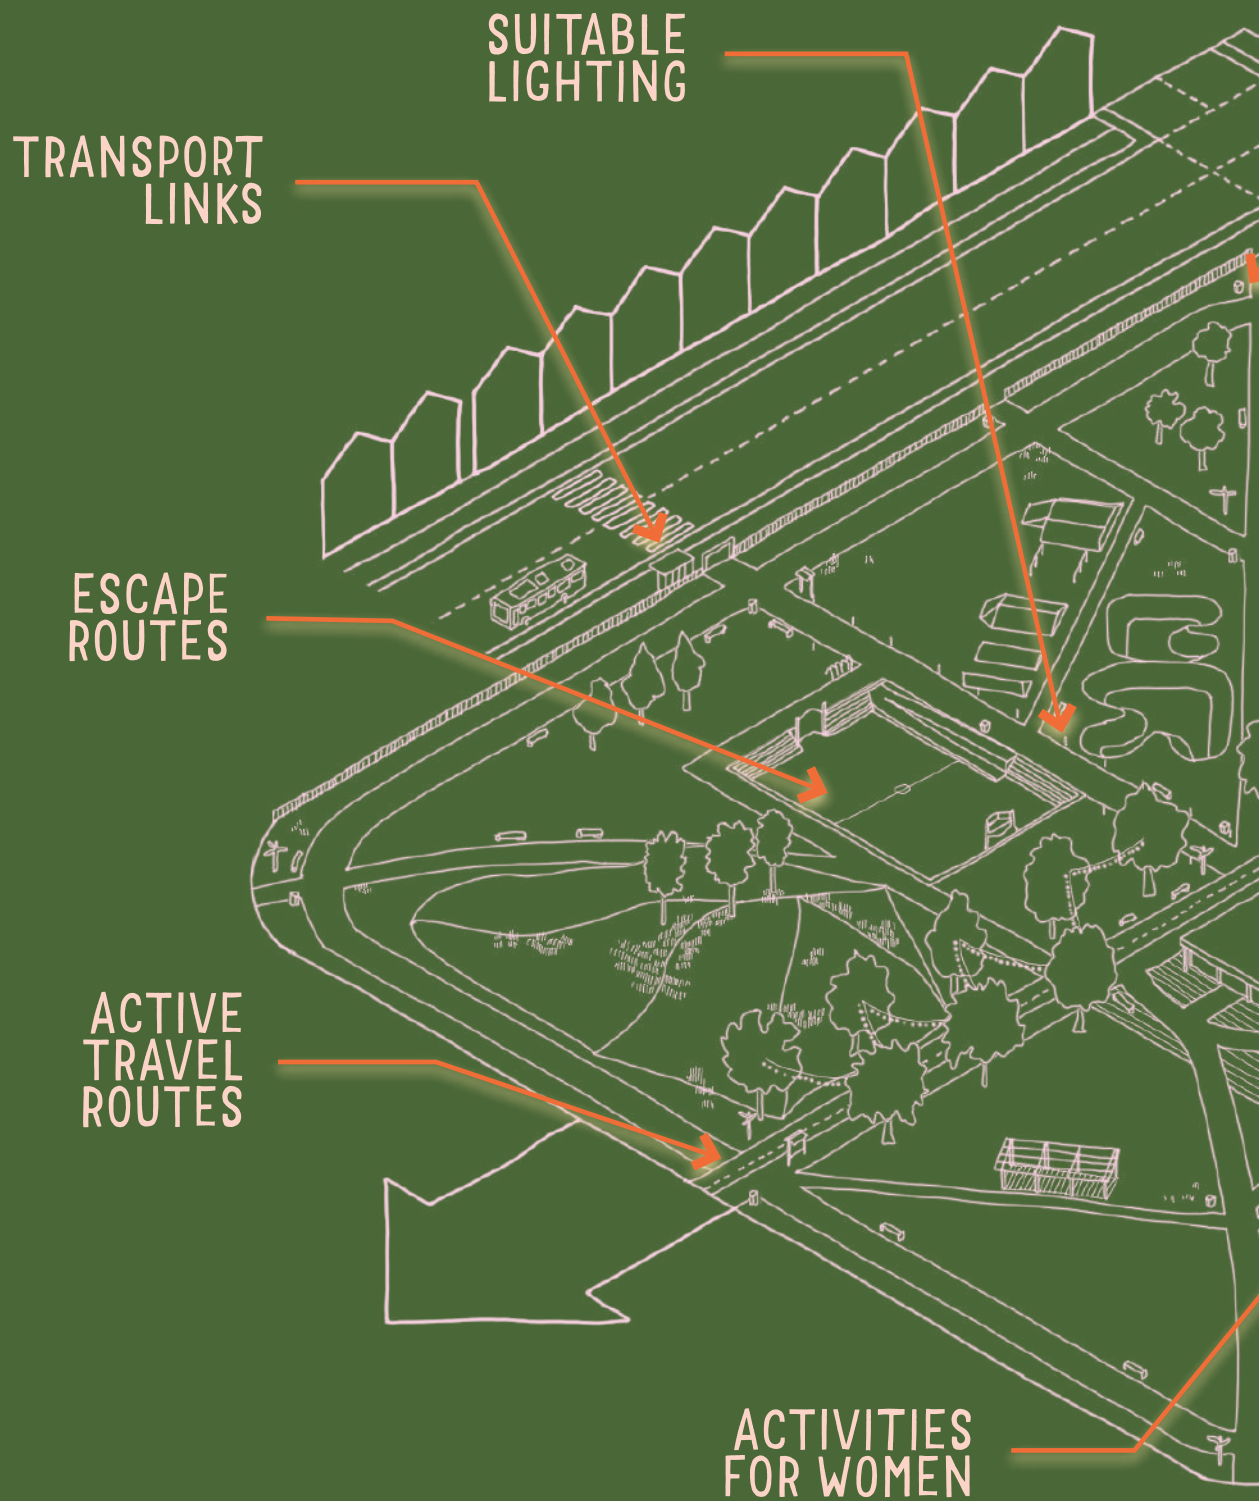 SUITABLE
LIGHTING
TRANSPORT
LINKS
ESCAPE
ROUTES
ACTIVE
TRAVEL
ROUTES
ACTIVITIES
FOR WOMEN